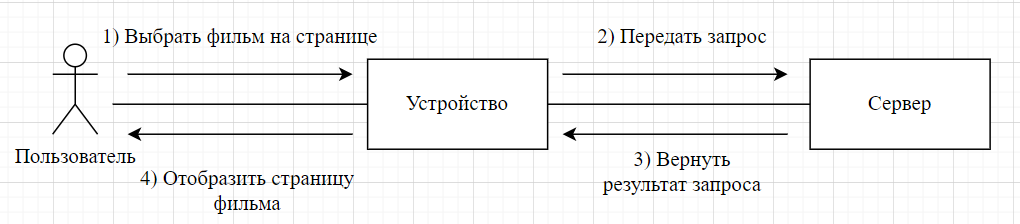 1) Выбрать фильм на странице
2) Передать запрос
Устройство
Сервер
Пользователь
4) Отобразить страницу
фильма
3) Вернуть
результат запроса